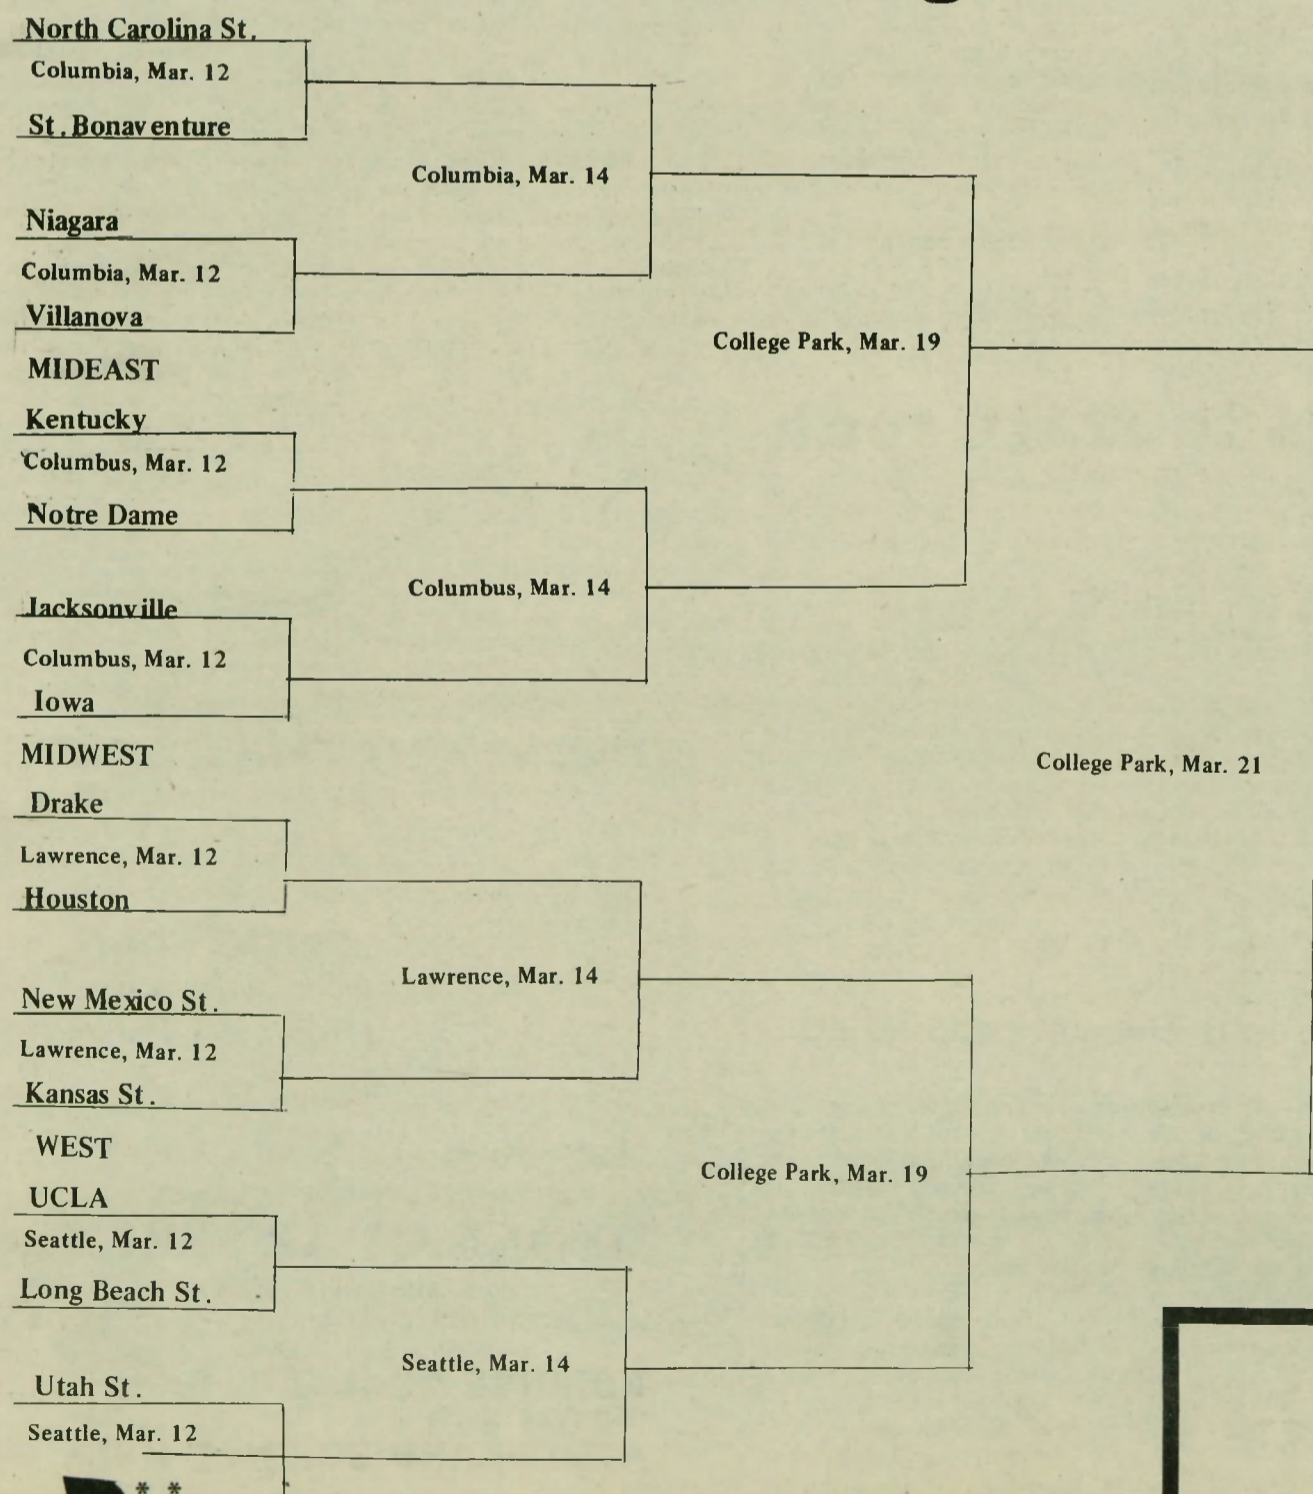 North Carolina St.
Columbia, Mar. 12
St. Bonaventure
Columbia, Mar. 14
Niagara
Columbia, Mar. 12
Villanova
College Park, Mar. 19
MIDEAST
Kentucky
Columbus, Mar. 12
Notre Dame
Columbus, Mar. 14
Jacksonville
Columbus, Mar. 12
Iowa
MIDWEST
College Park, Mar. 21
Drake
Lawrence, Mar. 12
Houston
Lawrence, Mar. 14
New Mexico St.
Lawrence, Mar. 12
Kansas St.
WEST
College Park, Mar. 19
UCLA
Seattle, Mar. 12
Long Beach St.
Seattle, Mar. 14
Utah St.
Seattle, Mar. 12
* *